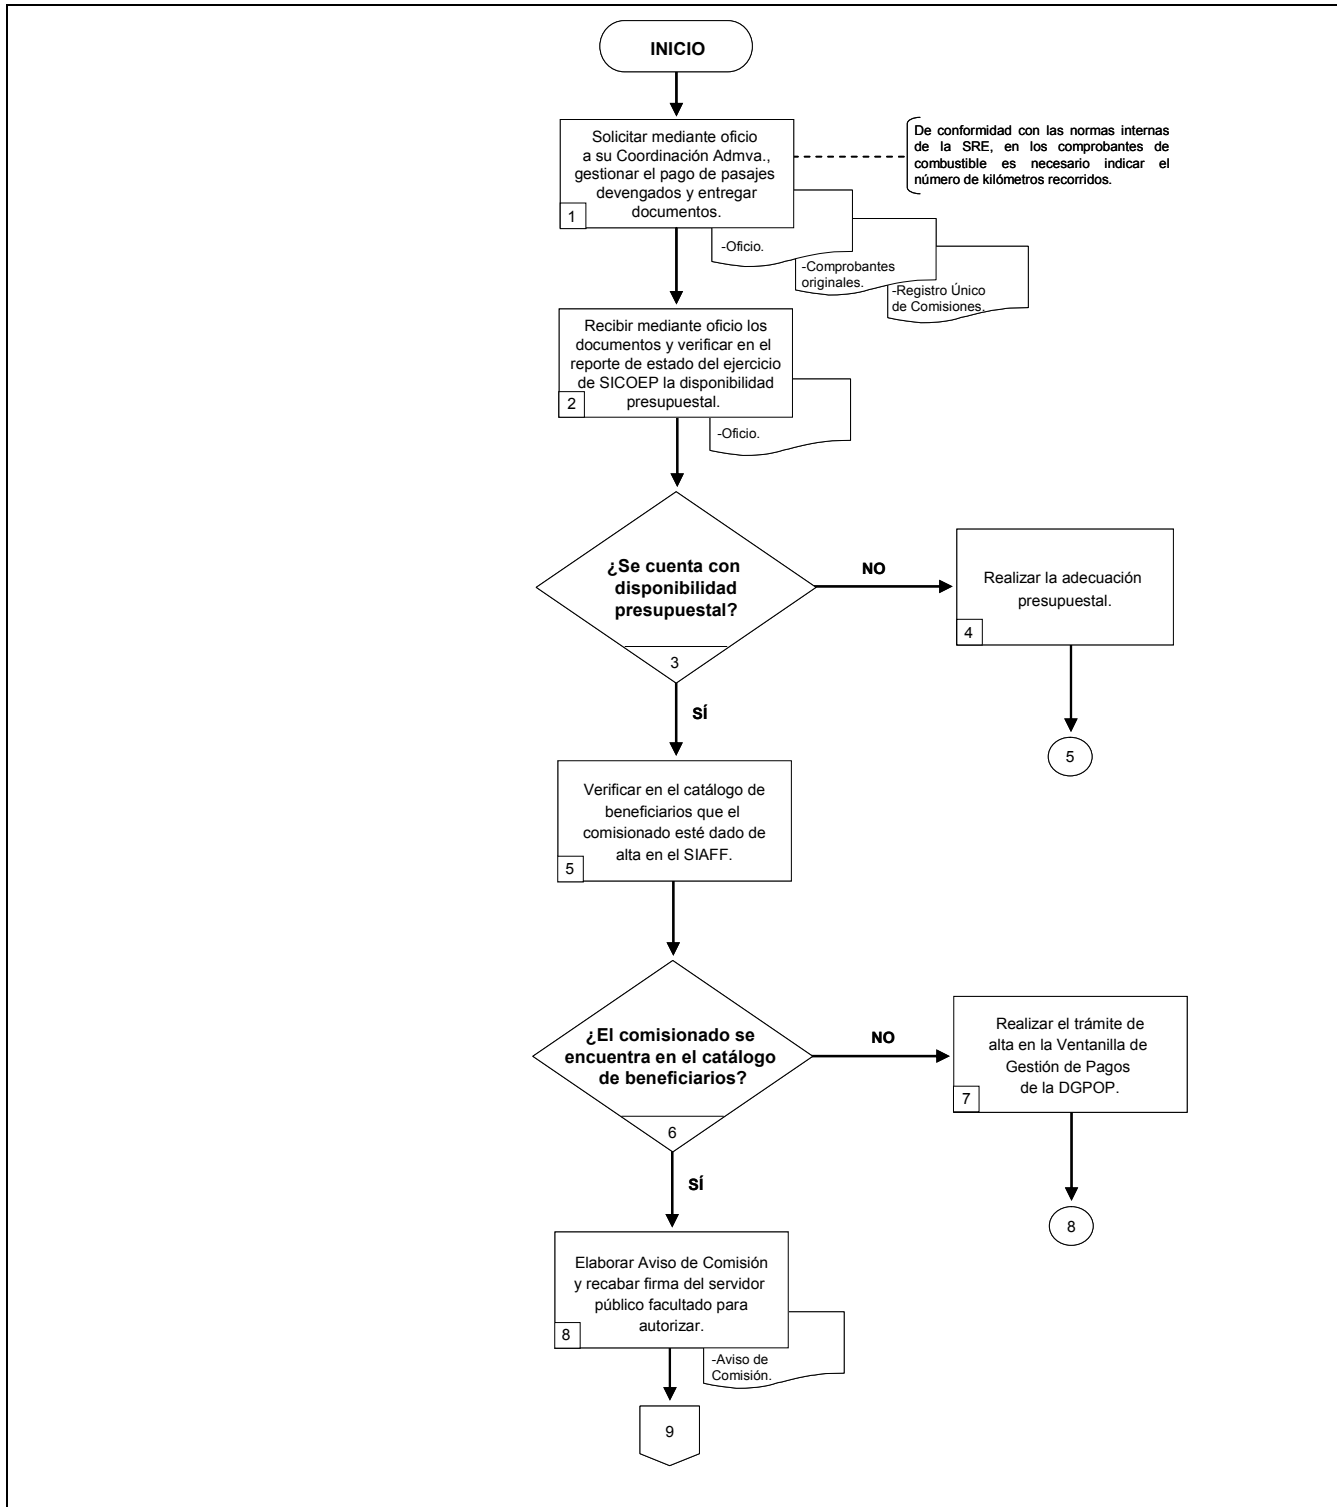 INICIO
Solicitar mediante oficio
a su Coordinación Admva.,
gestionar el pago de pasajes
devengados y entregar
documentos.
1
De conformidad con las normas internas
de la SRE, en los comprobantes de
combustible es necesario indicar el
número de kilómetros recorridos.
-Oficio.
-Comprobantes
originales.
-Registro Único
de Comisiones.
Recibir mediante oficio los
documentos y verificar en el
reporte de estado del ejercicio
de SICOEP la disponibilidad
presupuestal.
2
-Oficio.
¿Se cuenta con
disponibilidad
presupuestal?
3
NO
Realizar la adecuación
presupuestal.
4
5
SÍ
Verificar en el catálogo de
beneficiarios que el
comisionado esté dado de
alta en el SIAFF.
5
¿El comisionado se
encuentra en el catálogo
de beneficiarios?
6
NO
Realizar el trámite de
alta en la Ventanilla de
Gestión de Pagos
de la DGPOP.
7
8
SÍ
Elaborar Aviso de Comisión
y recabar firma del servidor
público facultado para
autorizar.
8
-Aviso de
Comisión.
9